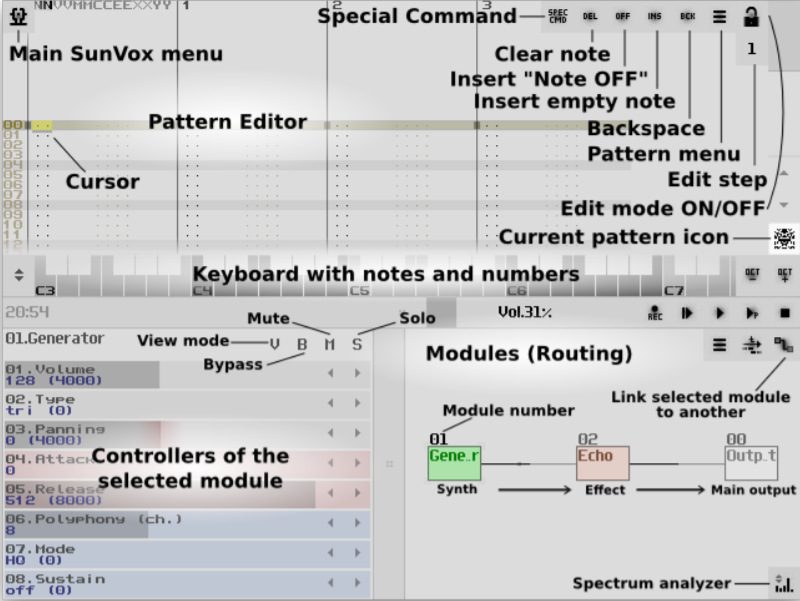 NNVVMMCCEEXXYY 1 2 3
Special Command
SPEC CMD
DEL
OFF
INS
BCK
Main SunVox menu
Clear note
1
Insert "Note OFF"
Insert empty note
Pattern Editor
Backspace
Pattern menu
Cursor
Edit step
Edit mode ON/OFF
Current pattern icon
00
01
02
03
04
05
06
07
08
09
10
11
12
Keyboard with notes and numbers
OCT -
OCT +
C3 C4 C5 C6 C7
20:54
Mute
Solo
Vol.31%
REC
01.Generator
View mode
V B M S
Bypass
Modules (Routing)
01.Volume
128 (4000)
02.Type
tri (0)
03.Panning
0 (4000)
04.Attack
0
05.Release
512 (8000)
06.Polyphony (ch.)
8
07.Mode
HQ (0)
08.Sustain
off (0)
Controllers of the
selected module
Link selected module
to another
Module number
01 02 00
Gene.r Echo Outp.t
Synth Effect Main output
Spectrum analyzer